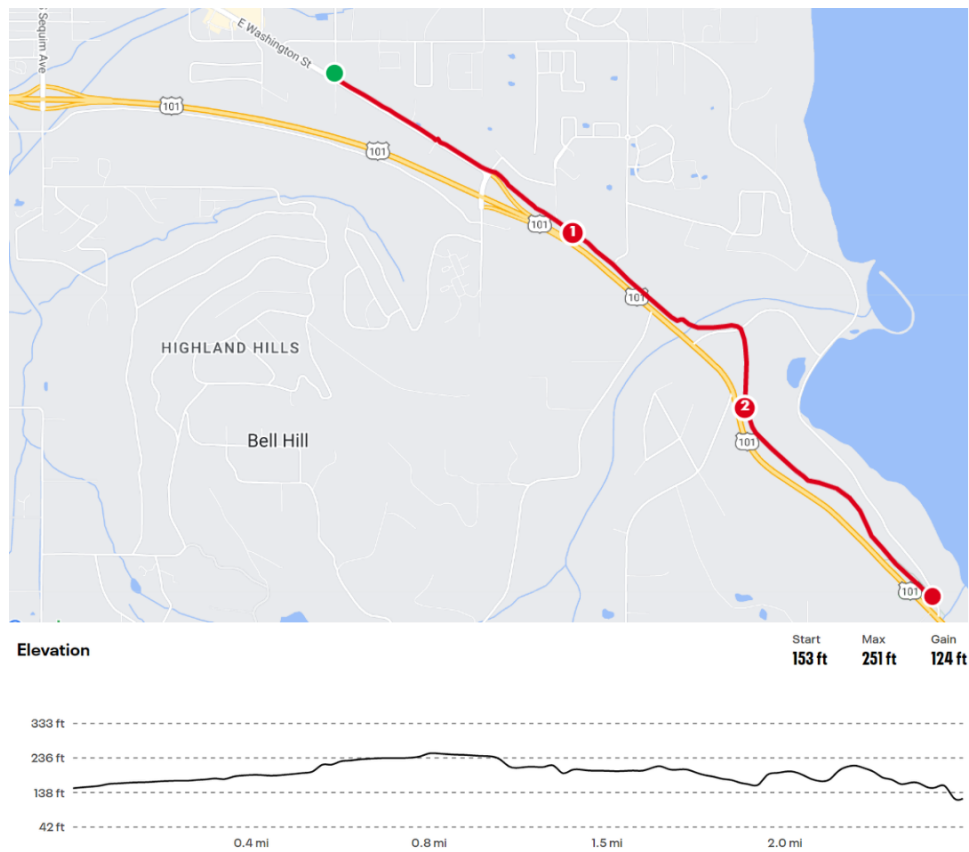 Sequim Ave
E Washington St
101
101
101
1
101
HIGHLAND HILLS
Bell Hill
2
101
101
Elevation
Start
Max
Gain
153 ft
251 ft
124 ft
333 ft
236 ft
138 ft
42 ft
0.4 mi
0.8 mi
1.5 mi
2.0 mi